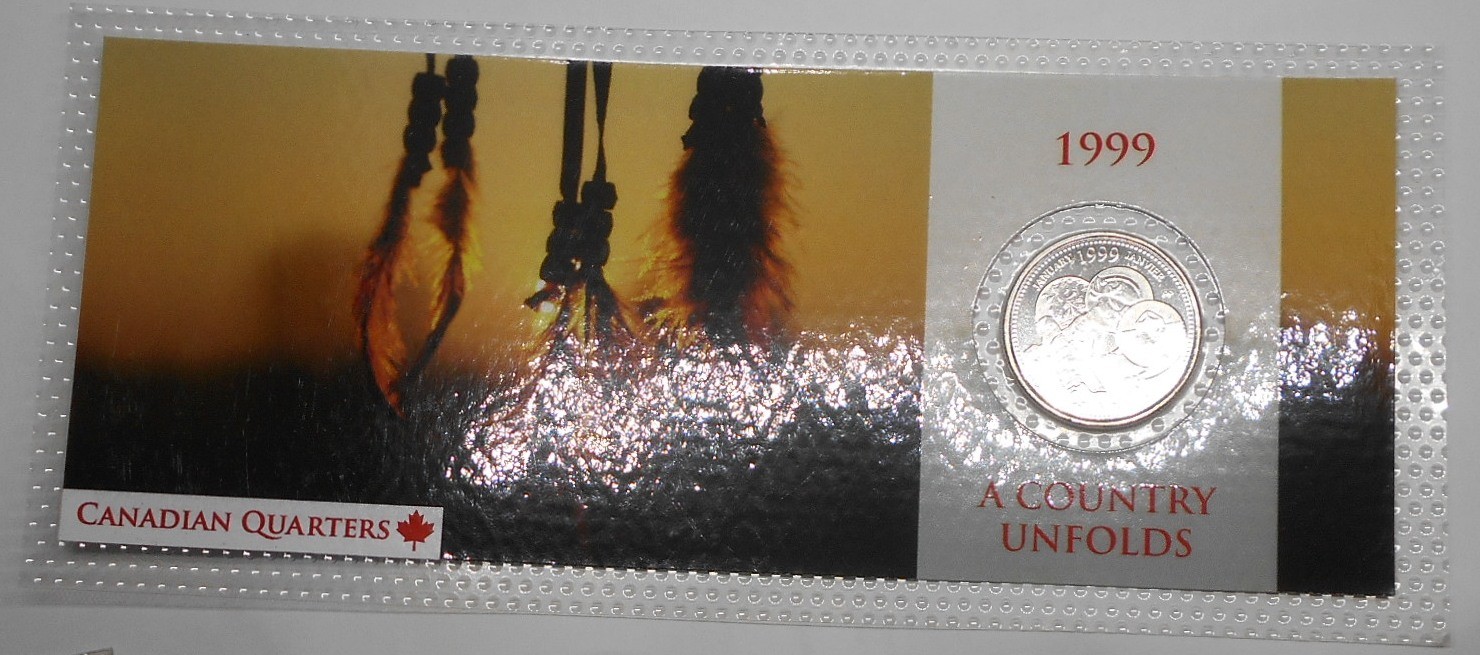 1999
JANUARY 1999 JANVIER
A COUNTRY
UNFOLDS
CANADIAN QUARTERS